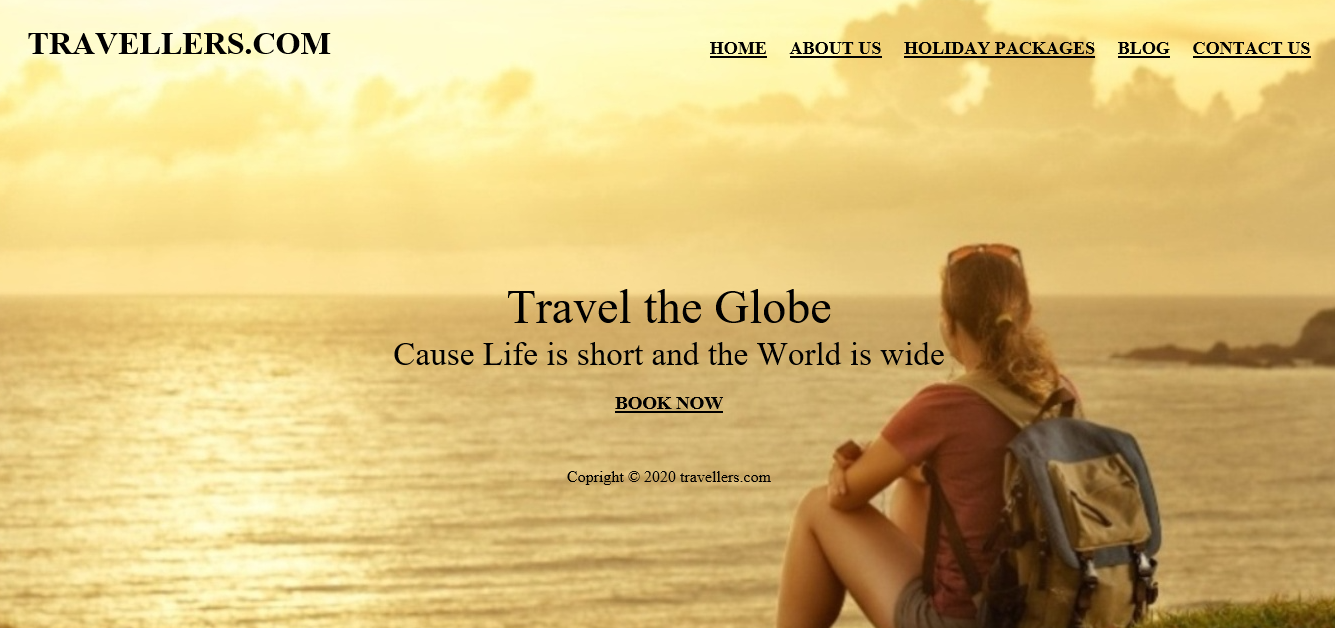 TRAVELLERS.COM
HOME ABOUT US HOLIDAY PACKAGES BLOG CONTACT US
Travel the Globe
Cause Life is short and the World is wide
BOOK NOW
Copright © 2020 travellers.com